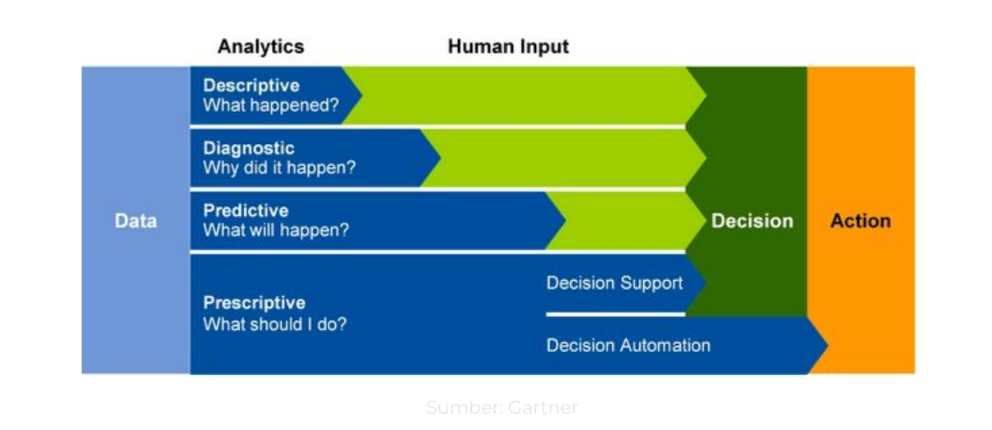 Analytics
Human Input
Descriptive
What happened?
Diagnostic
Why did it happen?
Predictive
What will happen?
Prescriptive
What should I do?
Data
Decision Support
Decision Automation
Decision
Action
Sumber: Gartner